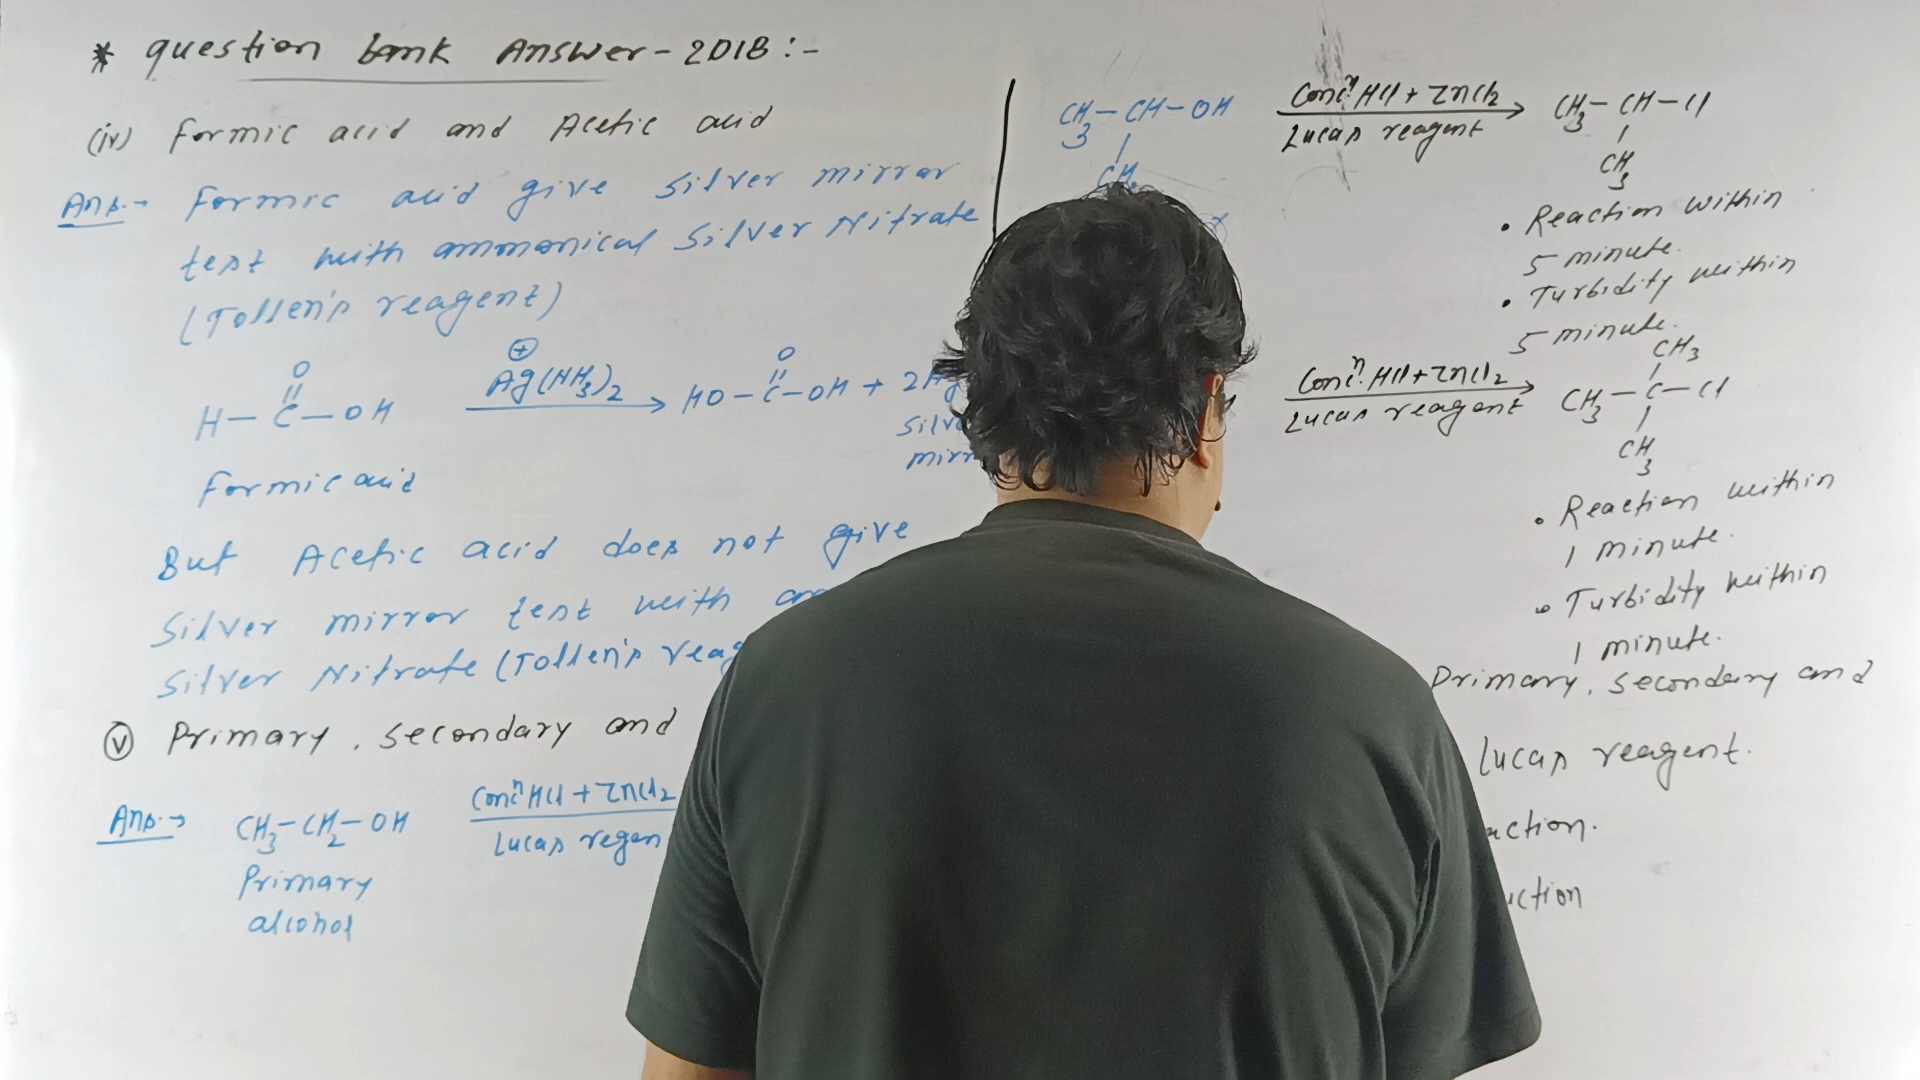 * question bank Answer - 2018 :-
(iv) Formic acid and Acetic acid
Ans.→ Formic acid give silver mirror
test with ammonical silver Nitrate
(Tollen's reagent)
O
||
H — C — OH
⊕
Ag(NH3)2
O
||
HO — C — OH + 2Ag
Formic acid
But Acetic acid does not give
silver mirror test with
silver Nitrate (Tollen's
(v) Primary, secondary and
Ans.→ CH3 — CH2 — OH
Primary
alcohol
Concn HCl + ZnCl2
Lucas regen
CH3 — CH — OH
|
CH3
Concn. HCl + ZnCl2
Lucas reagent
CH3 — CH — Cl
|
CH3
• Reaction within
5 minute.
• Turbidity within
5 minute.
Concn. HCl + ZnCl2
Lucas reagent
CH3
|
CH3 — C — Cl
|
CH3
• Reaction within
1 minute.
• Turbidity within
1 minute.
Primary, secondary and
Lucas reagent.
action.
ction